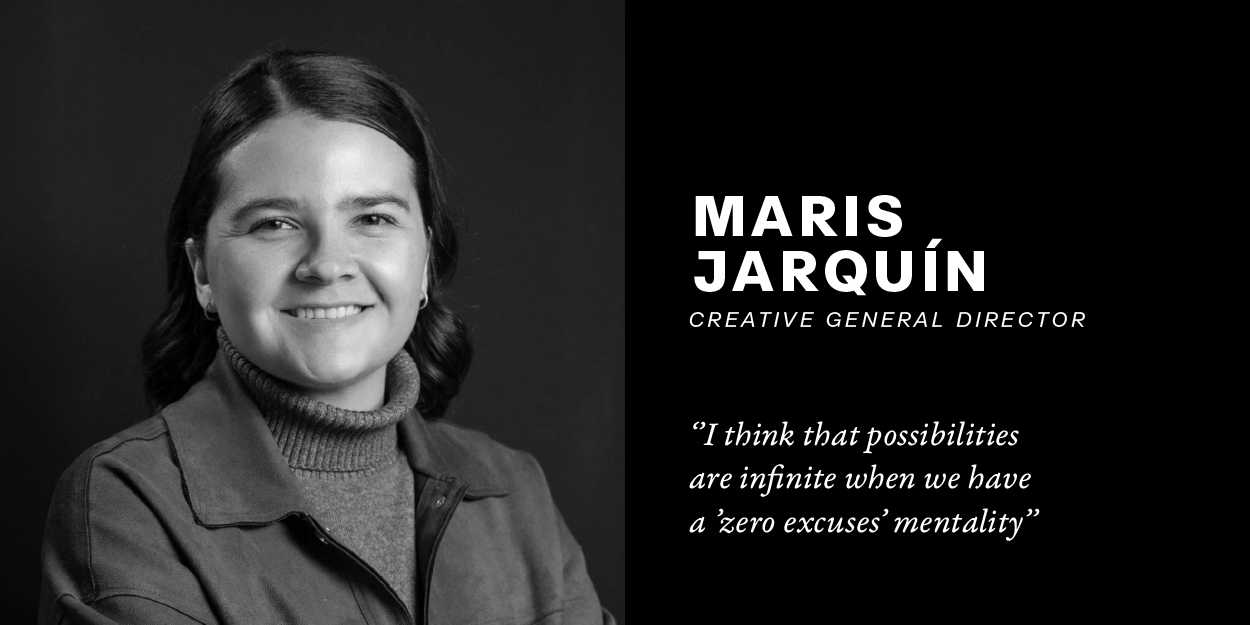 MARIS
JARQUÍN
CREATIVE GENERAL DIRECTOR
“I think that possibilities
are infinite when we have
a ’zero excuses’ mentality”